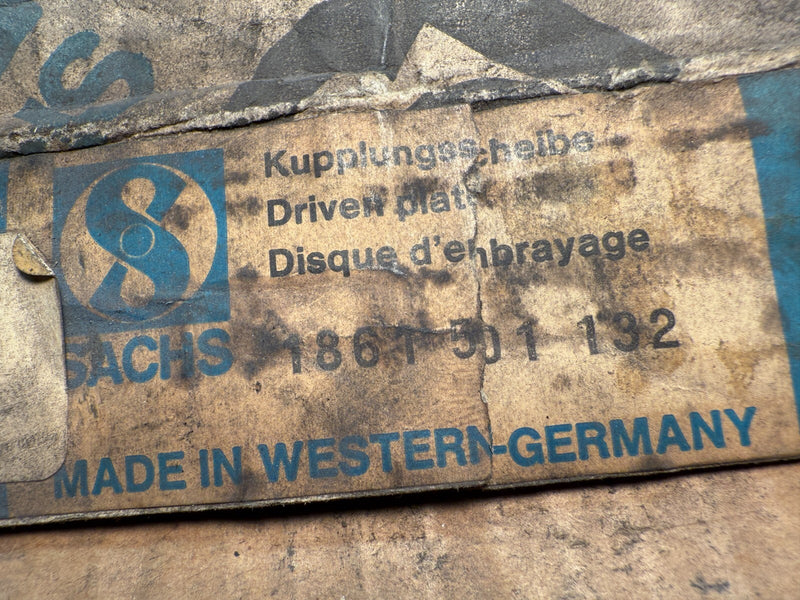 Kupplungsscheibe
Driven plate
Disque d'embrayage
SACHS
1861 501 132
MADE IN WESTERN-GERMANY